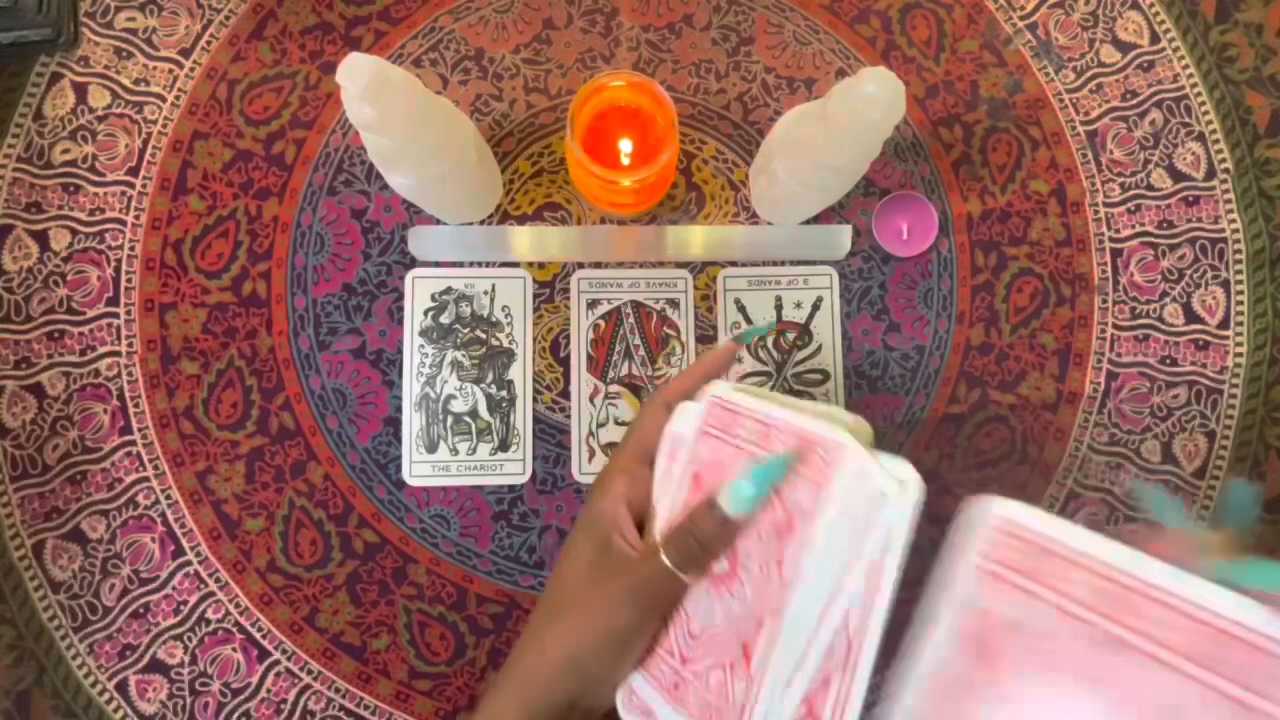 VII
THE CHARIOT
KNAVE OF WANDS
3 OF WANDS